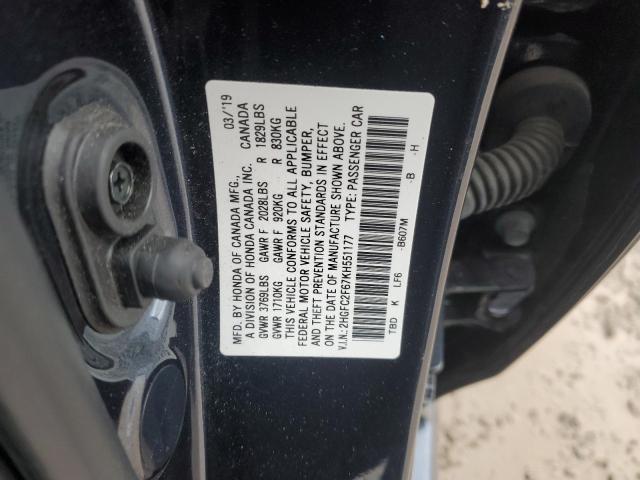 MFD. BY HONDA OF CANADA MFG., 03/'19
A DIVISION OF HONDA CANADA INC. CANADA
GVWR 3769LBS GAWR F 2028LBS R 1829LBS
GVWR 1710KG GAWR F 920KG R 830KG
THIS VEHICLE CONFORMS TO ALL APPLICABLE
FEDERAL MOTOR VEHICLE SAFETY, BUMPER,
AND THEFT PREVENTION STANDARDS IN EFFECT
ON THE DATE OF MANUFACTURE SHOWN ABOVE.
V.I.N.: 2HGFC2F67KH551177 TYPE: PASSENGER CAR
TBD K LF6 -B607M -B -H